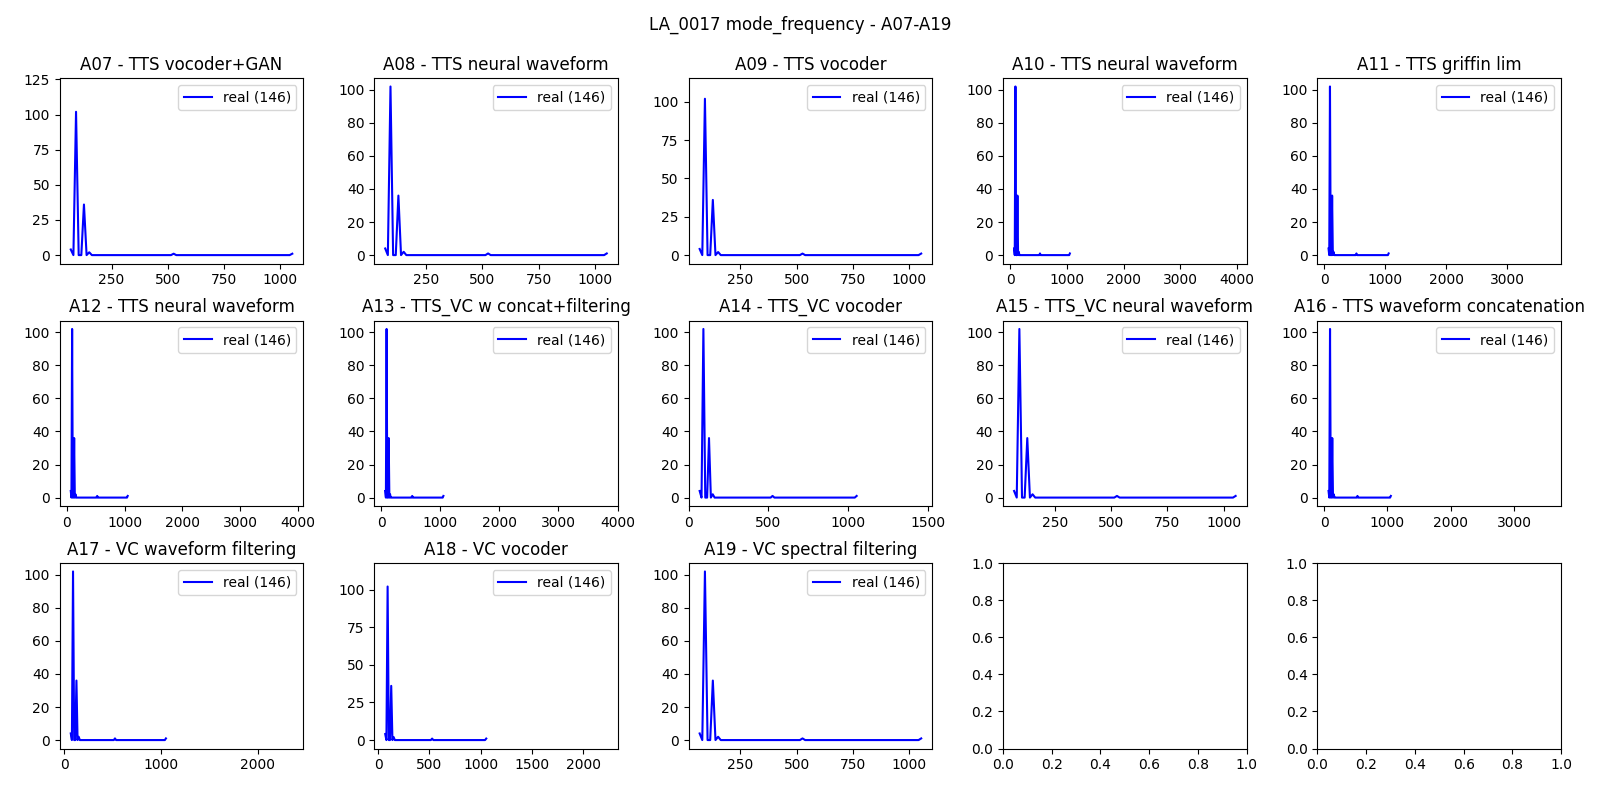 LA_0017 mode_frequency - A07-A19
A07 - TTS vocoder+GAN
A08 - TTS neural waveform
A09 - TTS vocoder
A10 - TTS neural waveform
A11 - TTS griffin lim
125
100
75
50
25
0
real (146)
250 500 750 1000
100
80
60
40
20
0
real (146)
250 500 750 1000
100
75
50
25
0
real (146)
250 500 750 1000
100
80
60
40
20
0
real (146)
0 1000 2000 3000 4000
100
80
60
40
20
0
real (146)
0 1000 2000 3000
A12 - TTS neural waveform
A13 - TTS_VC w concat+filtering
A14 - TTS_VC vocoder
A15 - TTS_VC neural waveform
A16 - TTS waveform concatenation
100
80
60
40
20
0
real (146)
0 1000 2000 3000 4000
100
80
60
40
20
0
real (146)
0 1000 2000 3000 4000
100
80
60
40
20
0
real (146)
0 500 1000 1500
100
80
60
40
20
0
real (146)
250 500 750 1000
100
80
60
40
20
0
real (146)
0 1000 2000 3000
A17 - VC waveform filtering
A18 - VC vocoder
A19 - VC spectral filtering
100
80
60
40
20
0
real (146)
0 1000 2000
100
75
50
25
0
real (146)
0 500 1000 1500 2000
100
80
60
40
20
0
real (146)
250 500 750 1000
1.0
0.8
0.6
0.4
0.2
0.0
0.0 0.2 0.4 0.6 0.8 1.0
1.0
0.8
0.6
0.4
0.2
0.0
0.0 0.2 0.4 0.6 0.8 1.0